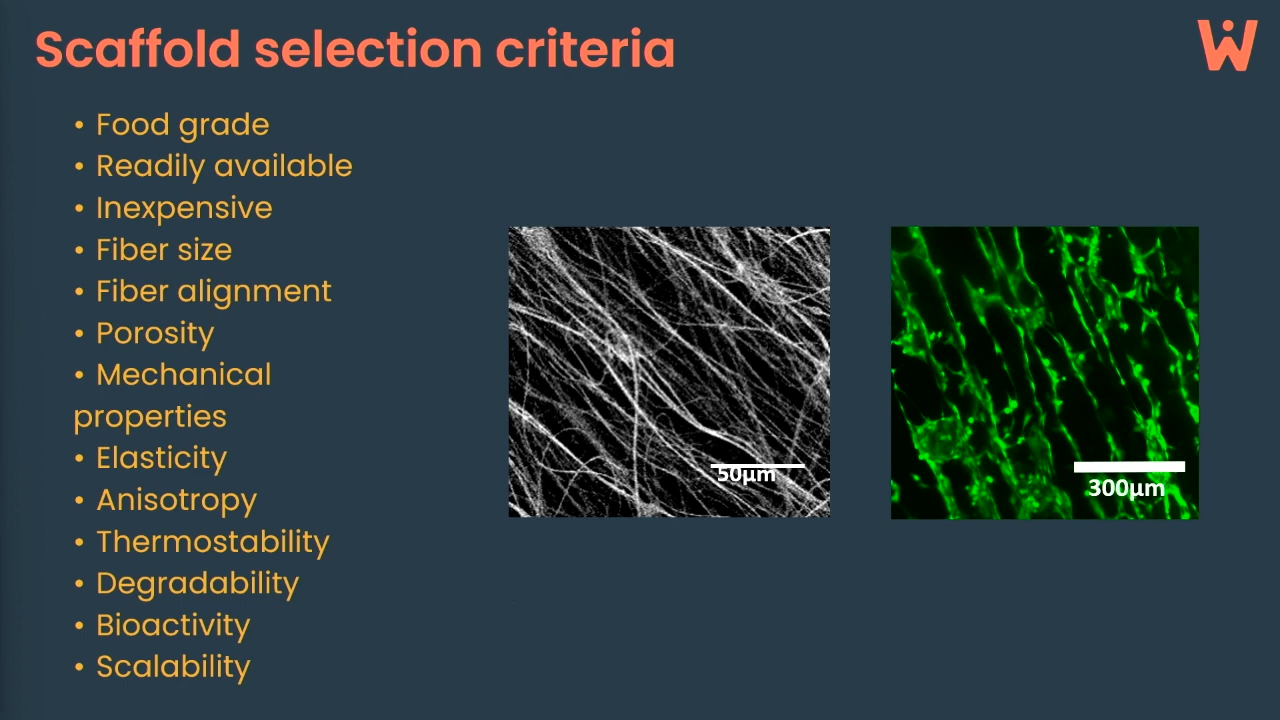 Scaffold selection criteria
• Food grade
• Readily available
• Inexpensive
• Fiber size
• Fiber alignment
• Porosity
• Mechanical
properties
• Elasticity
• Anisotropy
• Thermostability
• Degradability
• Bioactivity
• Scalability
50μm
300μm